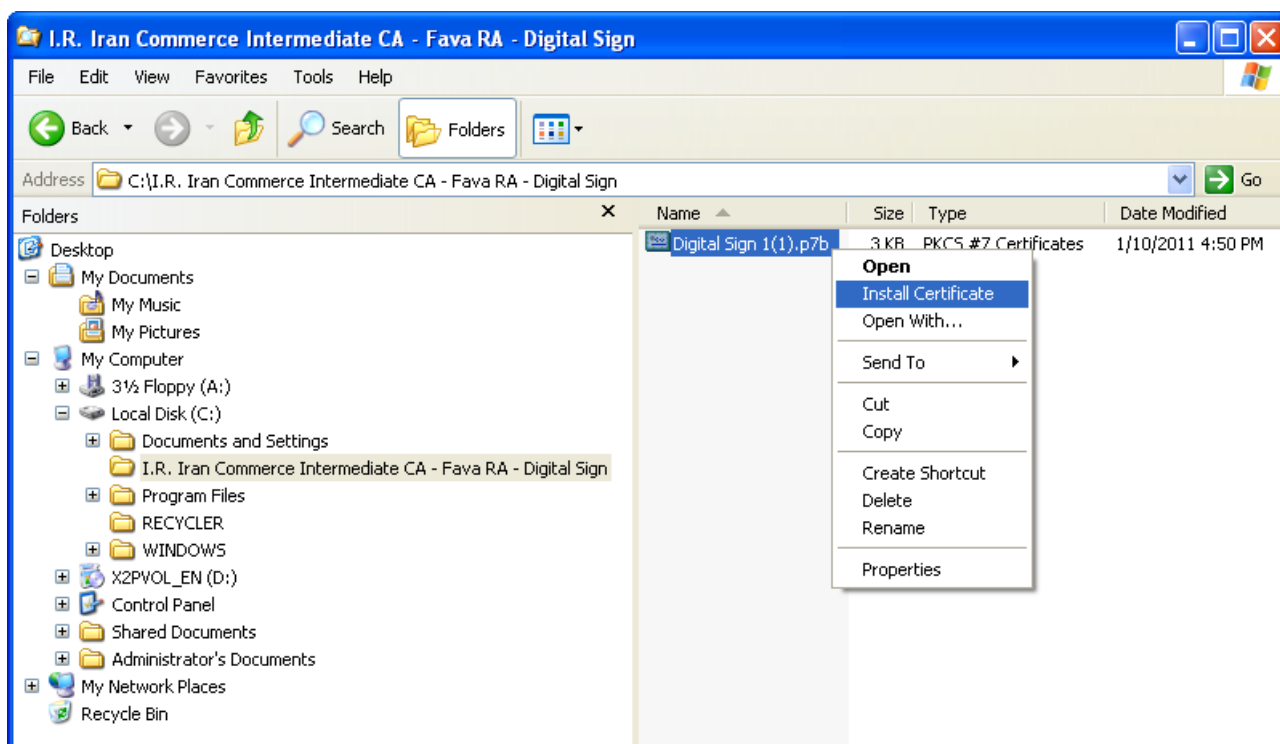 I.R. Iran Commerce Intermediate CA - Fava RA - Digital Sign
File Edit View Favorites Tools Help
Back Search Folders
Address C:\I.R. Iran Commerce Intermediate CA - Fava RA - Digital Sign Go
Folders
Desktop
My Documents
My Music
My Pictures
My Computer
3½ Floppy (A:)
Local Disk (C:)
Documents and Settings
I.R. Iran Commerce Intermediate CA - Fava RA - Digital Sign
Program Files
RECYCLER
WINDOWS
X2PVOL_EN (D:)
Control Panel
Shared Documents
Administrator's Documents
My Network Places
Recycle Bin
Name Size Type Date Modified
Digital Sign 1(1).p7b 3 KB PKCS #7 Certificates 1/10/2011 4:50 PM
Open
Install Certificate
Open With...
Send To
Cut
Copy
Create Shortcut
Delete
Rename
Properties